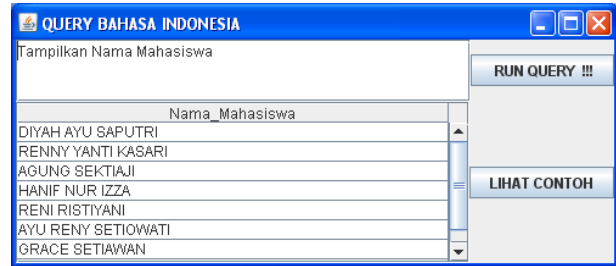 QUERY BAHASA INDONESIA
Tampilkan Nama Mahasiswa
RUN QUERY !!!
Nama_Mahasiswa
DIYAH AYU SAPUTRI
RENNY YANTI KASARI
AGUNG SEKTIAJI
HANIF NUR IZZA
LIHAT CONTOH
RENI RISTIYANI
AYU RENY SETIOWATI
GRACE SETIAWAN